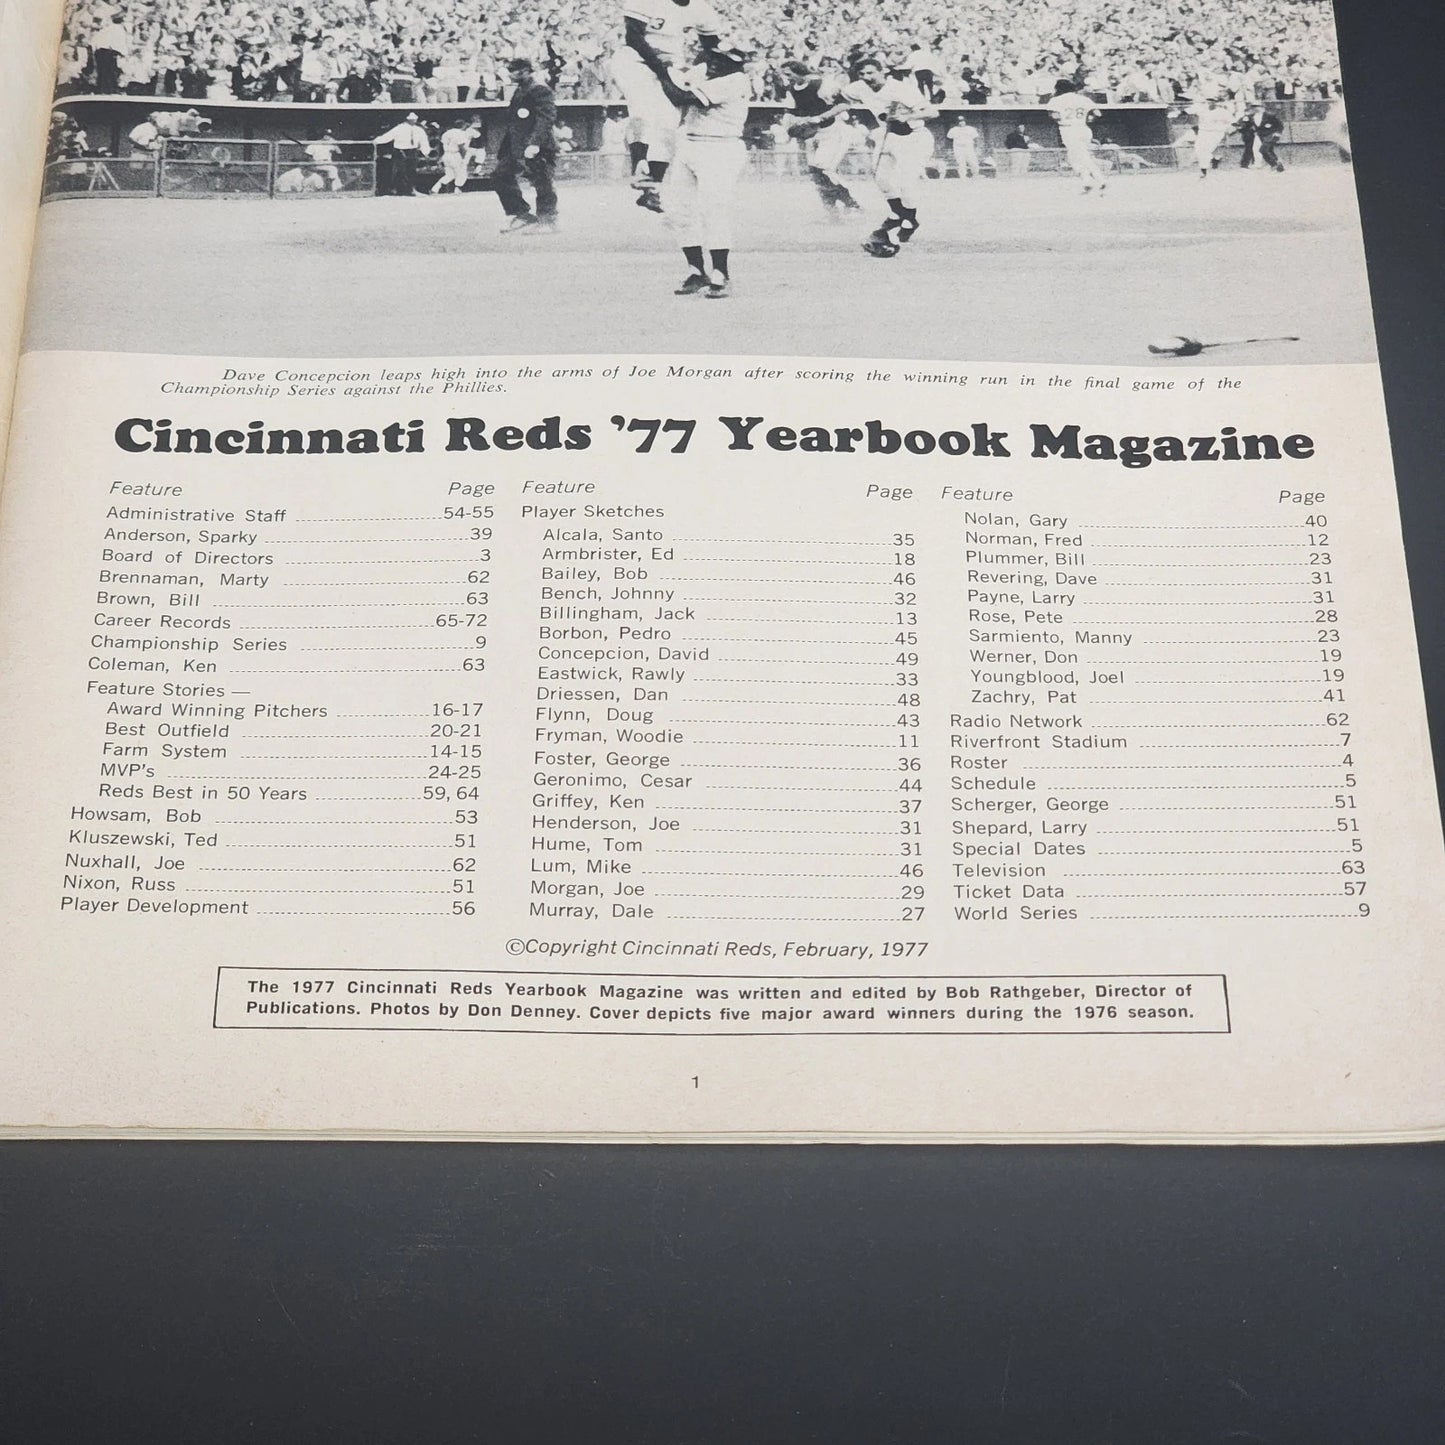 28
Dave Concepcion leaps high into the arms of Joe Morgan after scoring the winning run in the final game of the
Championship Series against the Phillies.
Cincinnati Reds '77 Yearbook Magazine
Feature Page
Administrative Staff 54-55
Anderson, Sparky 39
Board of Directors 3
Brennaman, Marty 62
Brown, Bill 63
Career Records 65-72
Championship Series 9
Coleman, Ken 63
Feature Stories —
Award Winning Pitchers 16-17
Best Outfield 20-21
Farm System 14-15
MVP's 24-25
Reds Best in 50 Years 59, 64
Howsam, Bob 53
Kluszewski, Ted 51
Nuxhall, Joe 62
Nixon, Russ 51
Player Development 56
Feature Page
Player Sketches
Alcala, Santo 35
Armbrister, Ed 18
Bailey, Bob 46
Bench, Johnny 32
Billingham, Jack 13
Borbon, Pedro 45
Concepcion, David 49
Eastwick, Rawly 33
Driessen, Dan 48
Flynn, Doug 43
Fryman, Woodie 11
Foster, George 36
Geronimo, Cesar 44
Griffey, Ken 37
Henderson, Joe 31
Hume, Tom 31
Lum, Mike 46
Morgan, Joe 29
Murray, Dale 27
Feature Page
Nolan, Gary 40
Norman, Fred 12
Plummer, Bill 23
Revering, Dave 31
Payne, Larry 31
Rose, Pete 28
Sarmiento, Manny 23
Werner, Don 19
Youngblood, Joel 19
Zachry, Pat 41
Radio Network 62
Riverfront Stadium 7
Roster 4
Schedule 5
Scherger, George 51
Shepard, Larry 51
Special Dates 5
Television 63
Ticket Data 57
World Series 9
©Copyright Cincinnati Reds, February, 1977
The 1977 Cincinnati Reds Yearbook Magazine was written and edited by Bob Rathgeber, Director of
Publications. Photos by Don Denney. Cover depicts five major award winners during the 1976 season.
1